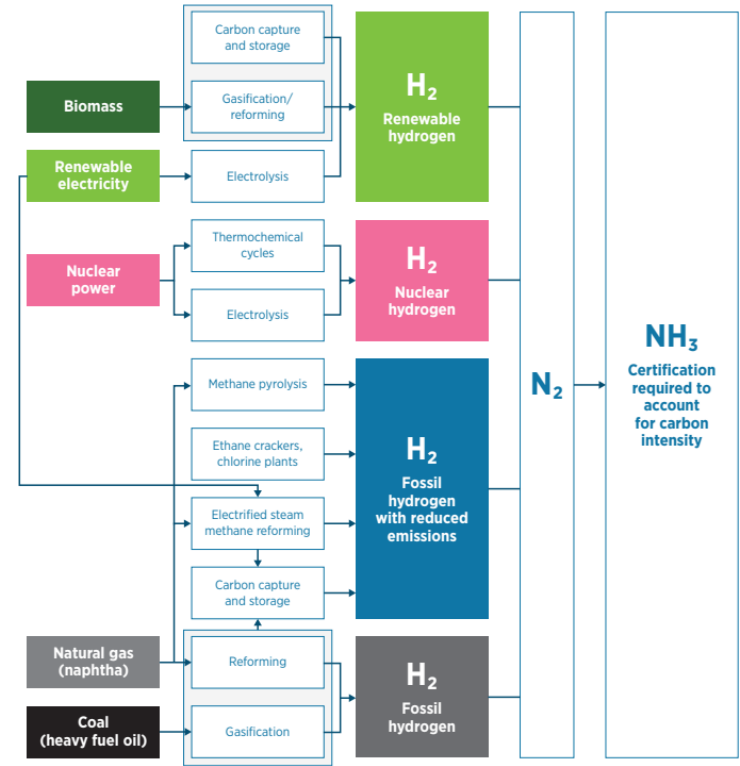 Carbon capture
and storage
Biomass
Gasification/
reforming
H₂
Renewable
hydrogen
Renewable
electricity
Electrolysis
Nuclear
power
Thermochemical
cycles
Electrolysis
H₂
Nuclear
hydrogen
Methane pyrolysis
Ethane crackers,
chlorine plants
Electrified steam
methane reforming
Carbon capture
and storage
H₂
Fossil
hydrogen
with reduced
emissions
Natural gas
(naphtha)
Reforming
Coal
(heavy fuel oil)
Gasification
H₂
Fossil
hydrogen
N₂
NH₃
Certification
required to
account
for carbon
intensity